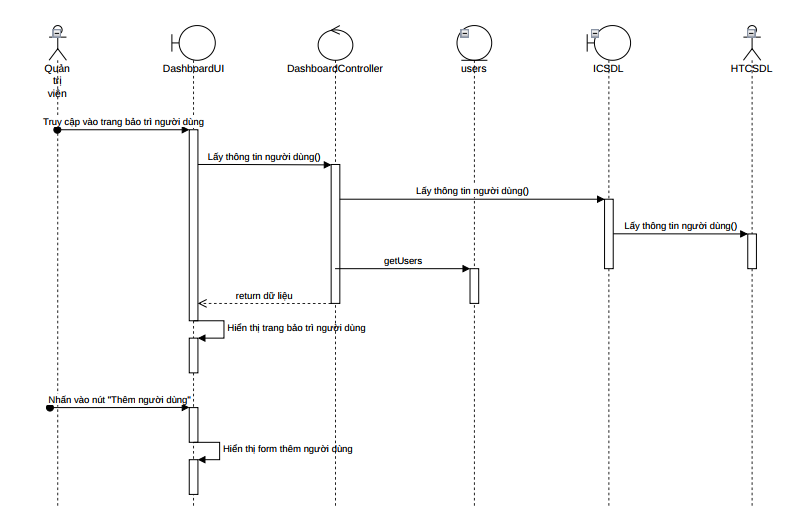 Quản
trị
viên
DashboardUI
DashboardController
users
ICSDL
HTCSDL
Truy cập vào trang bảo trì người dùng
Lấy thông tin người dùng()
Lấy thông tin người dùng()
Lấy thông tin người dùng()
getUsers
return dữ liệu
Hiển thị trang bảo trì người dùng
Nhấn vào nút "Thêm người dùng"
Hiển thị form thêm người dùng